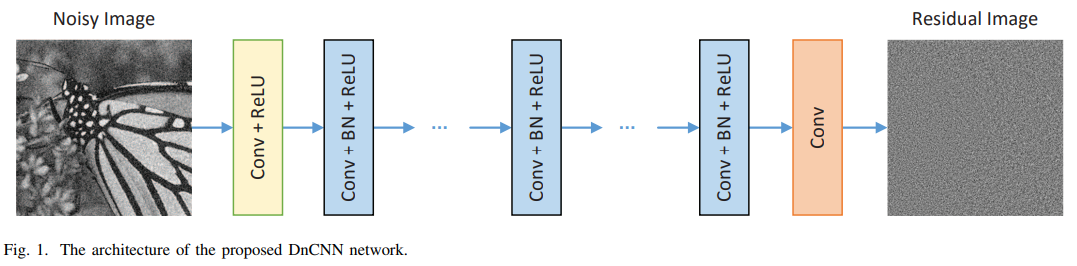 Noisy Image
Residual Image
Conv + ReLU
Conv + BN + ReLU
...
Conv + BN + ReLU
...
Conv + BN + ReLU
Conv
Fig. 1. The architecture of the proposed DnCNN network.